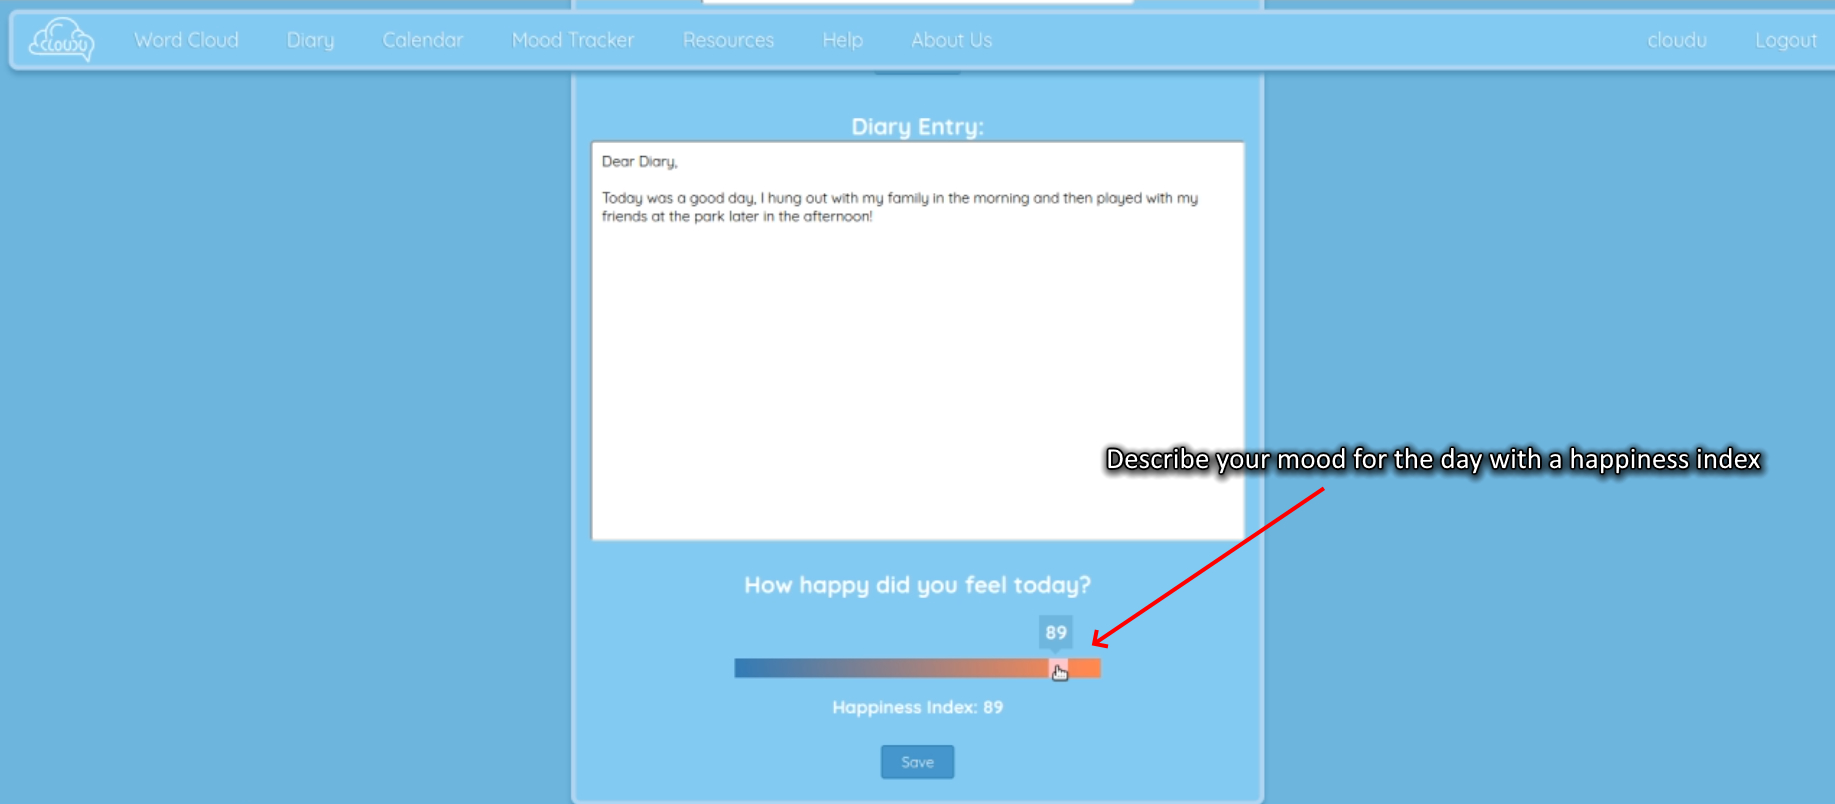 cloudu
Word Cloud
Diary
Calendar
Mood Tracker
Resources
Help
About Us
cloudu
Logout
Diary Entry:
Dear Diary,
Today was a good day, I hung out with my family in the morning and then played with my
friends at the park later in the afternoon!
Describe your mood for the day with a happiness index
How happy did you feel today?
89
Happiness Index: 89
Save